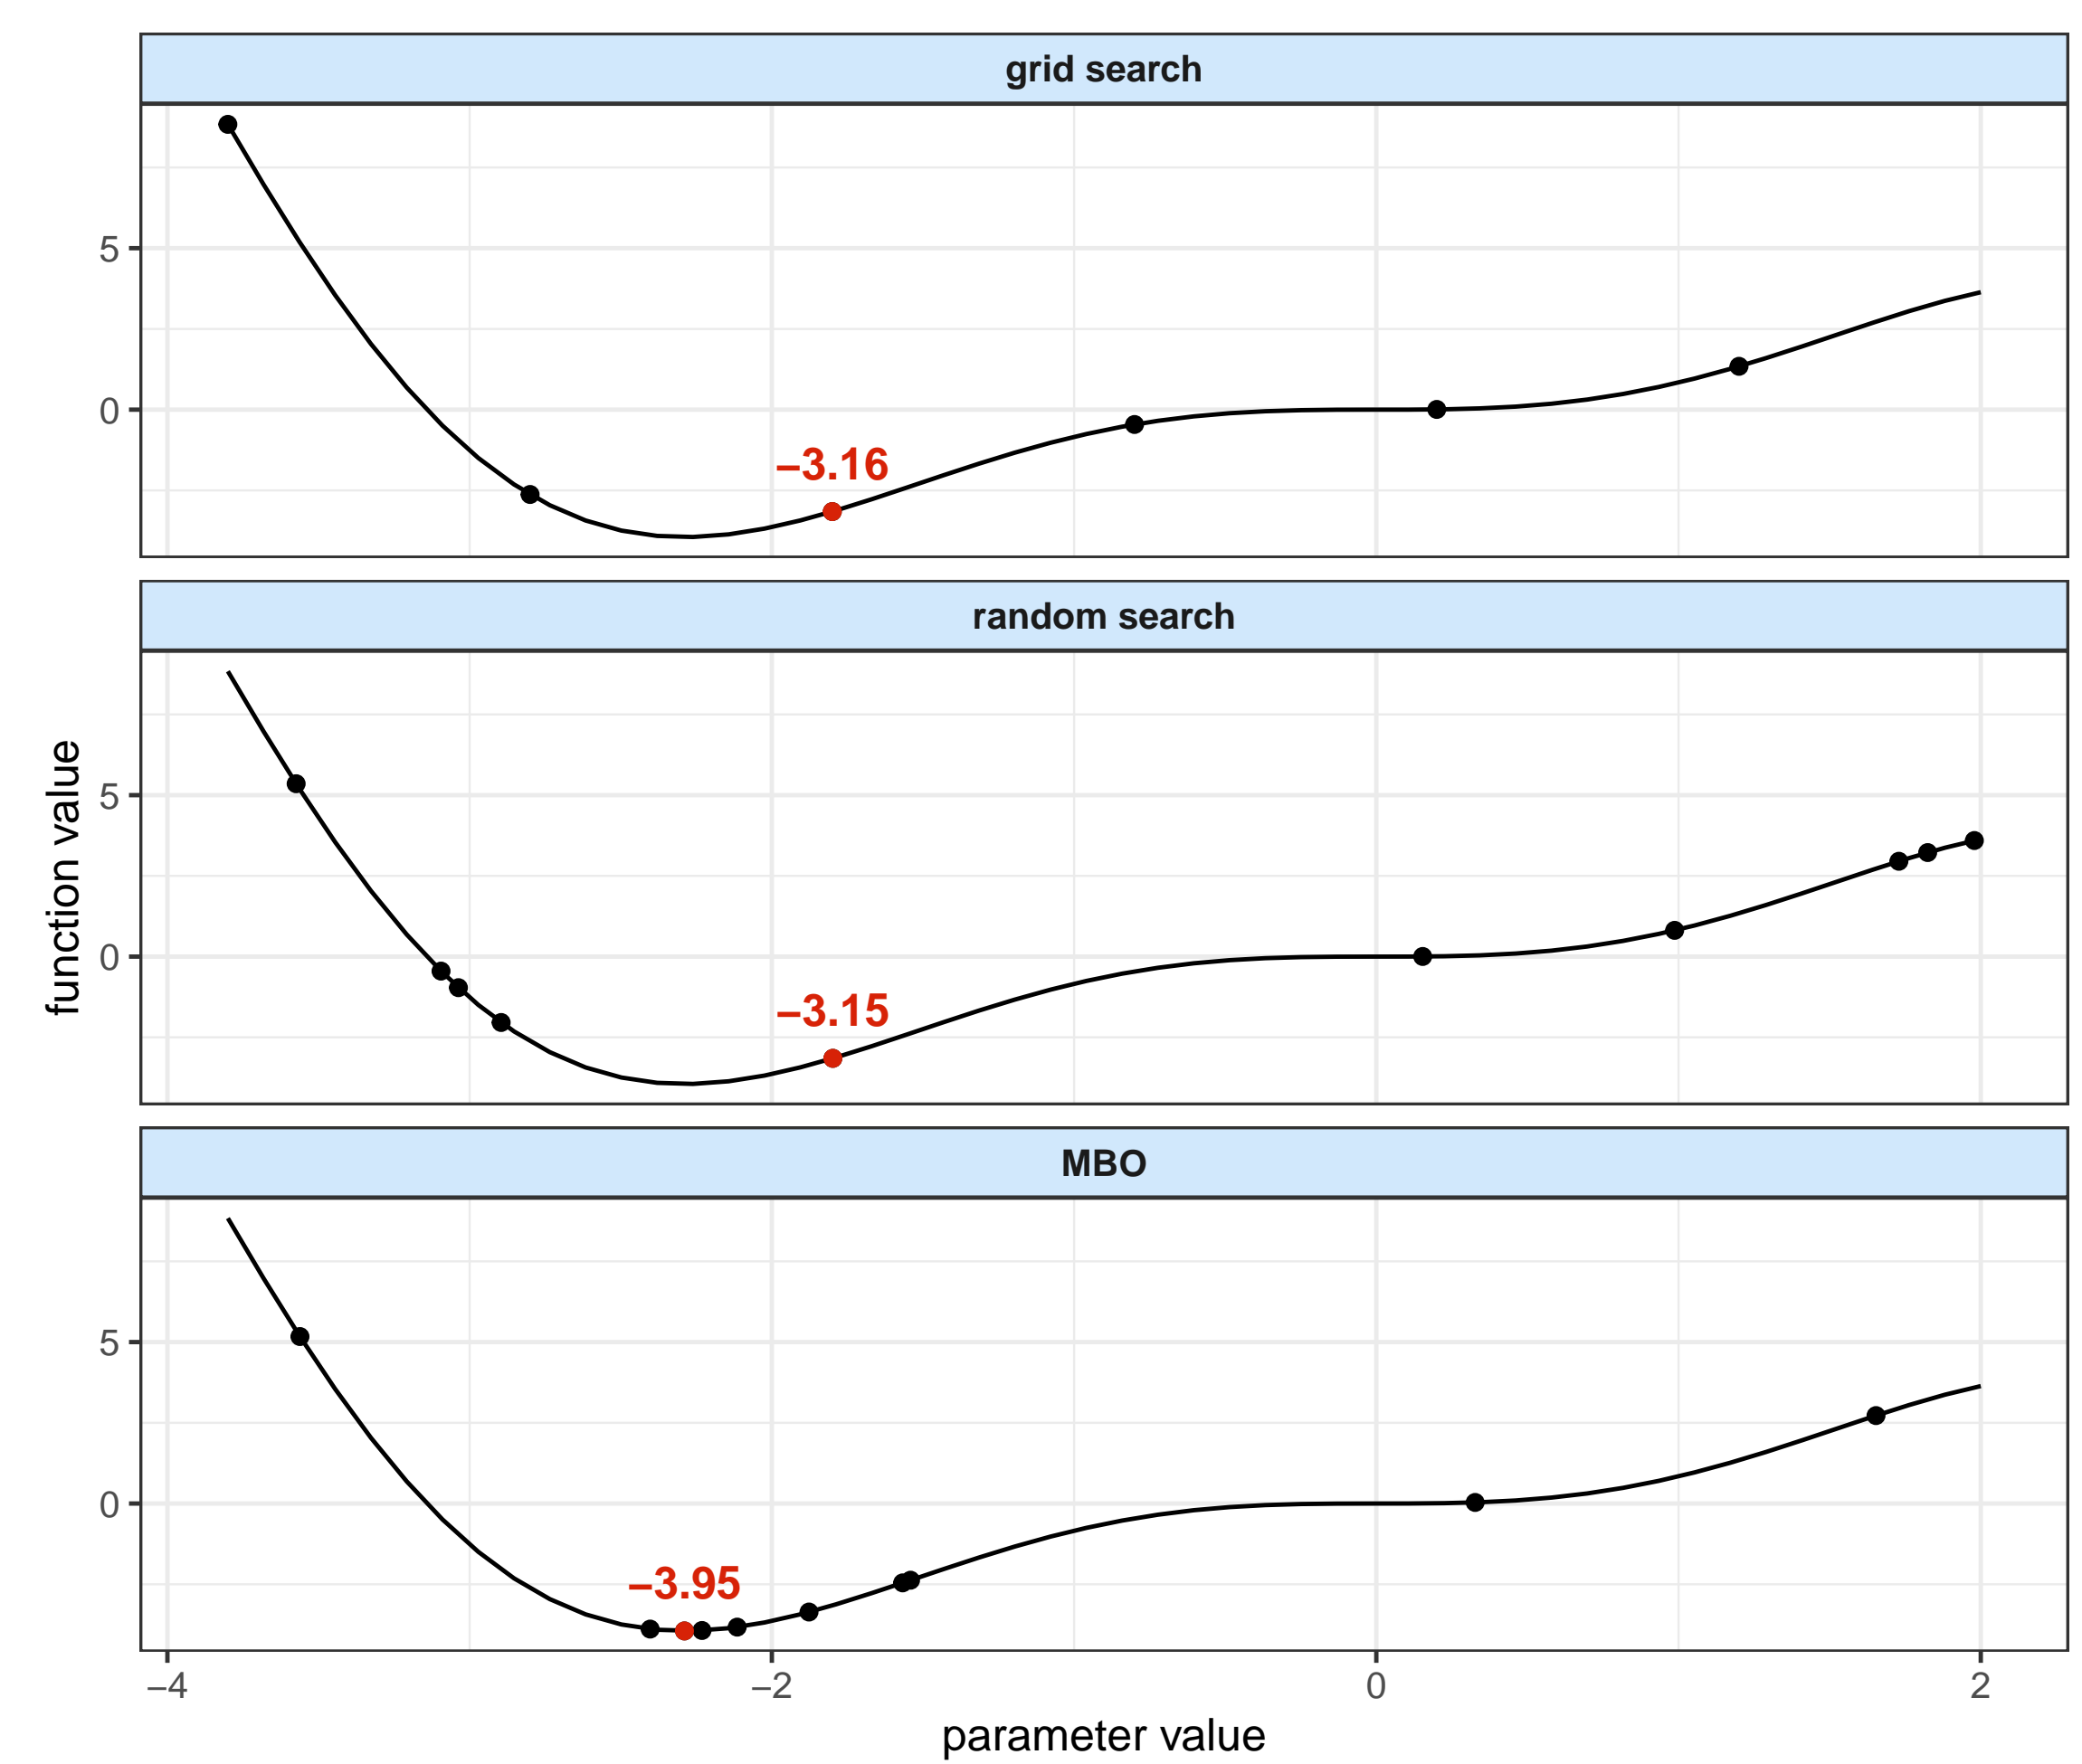 grid search
5
0
−3.16
random search
function value
5
0
−3.15
MBO
5
0
−3.95
−4
−2
0
2
parameter value